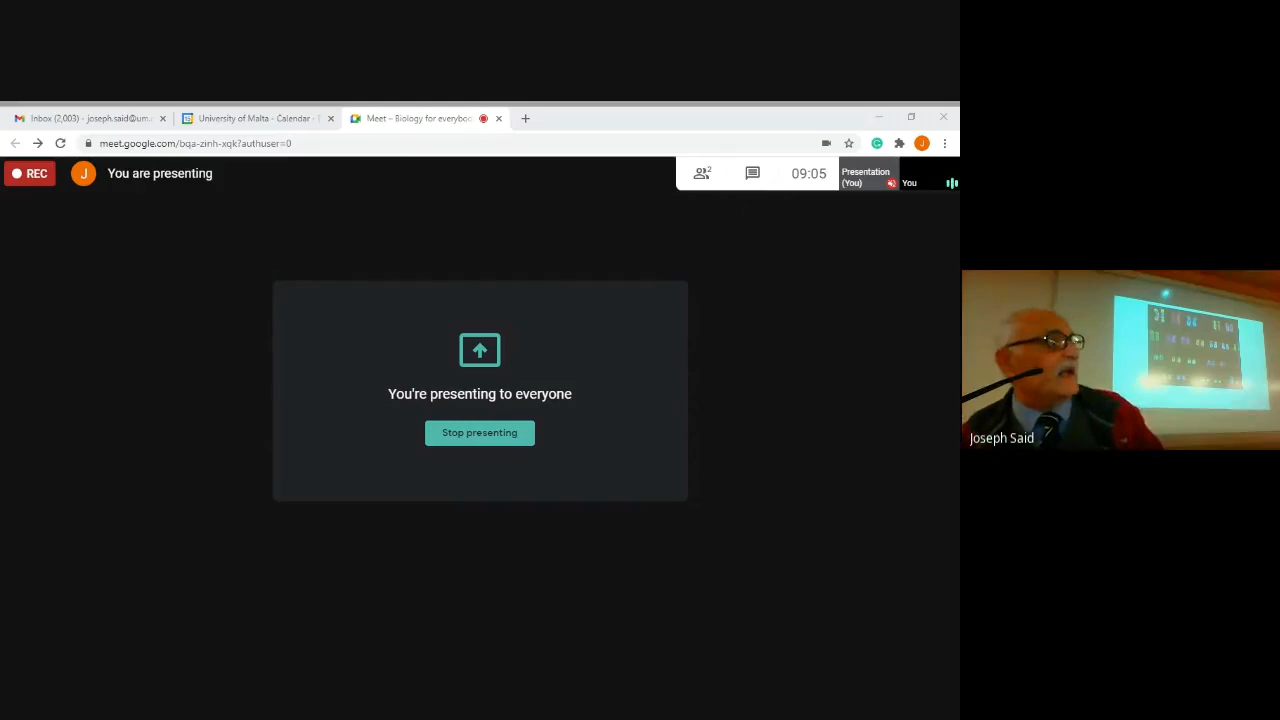 Inbox (2,003) - joseph.said@um.
University of Malta - Calendar -
Meet – Biology for everyboo
meet.google.com/bqa-zinh-xqk?authuser=0
J
REC
J
You are presenting
2
09:05
Presentation
(You)
You
You're presenting to everyone
Stop presenting
Joseph Said